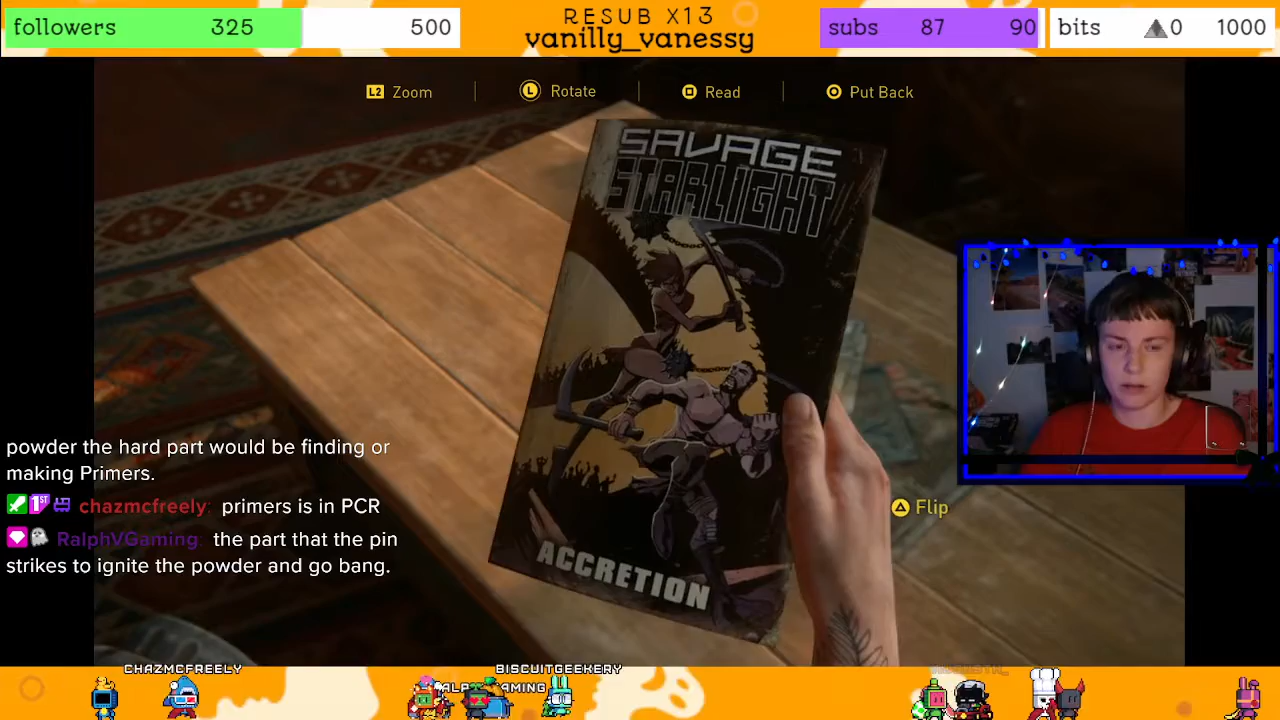 followers 325 500
RESUB X13
vanilly_vanessy
subs 87 90
bits 0 1000
L2 Zoom
L Rotate
Read
Put Back
SAVAGE
STARLIGHT
ACCRETION
Flip
powder the hard part would be finding or
making Primers.
1ST chazmcfreely: primers is in PCR
RalphVGaming: the part that the pin
strikes to ignite the powder and go bang.
CHAZMCFREELY
BISCUITGEEKERY